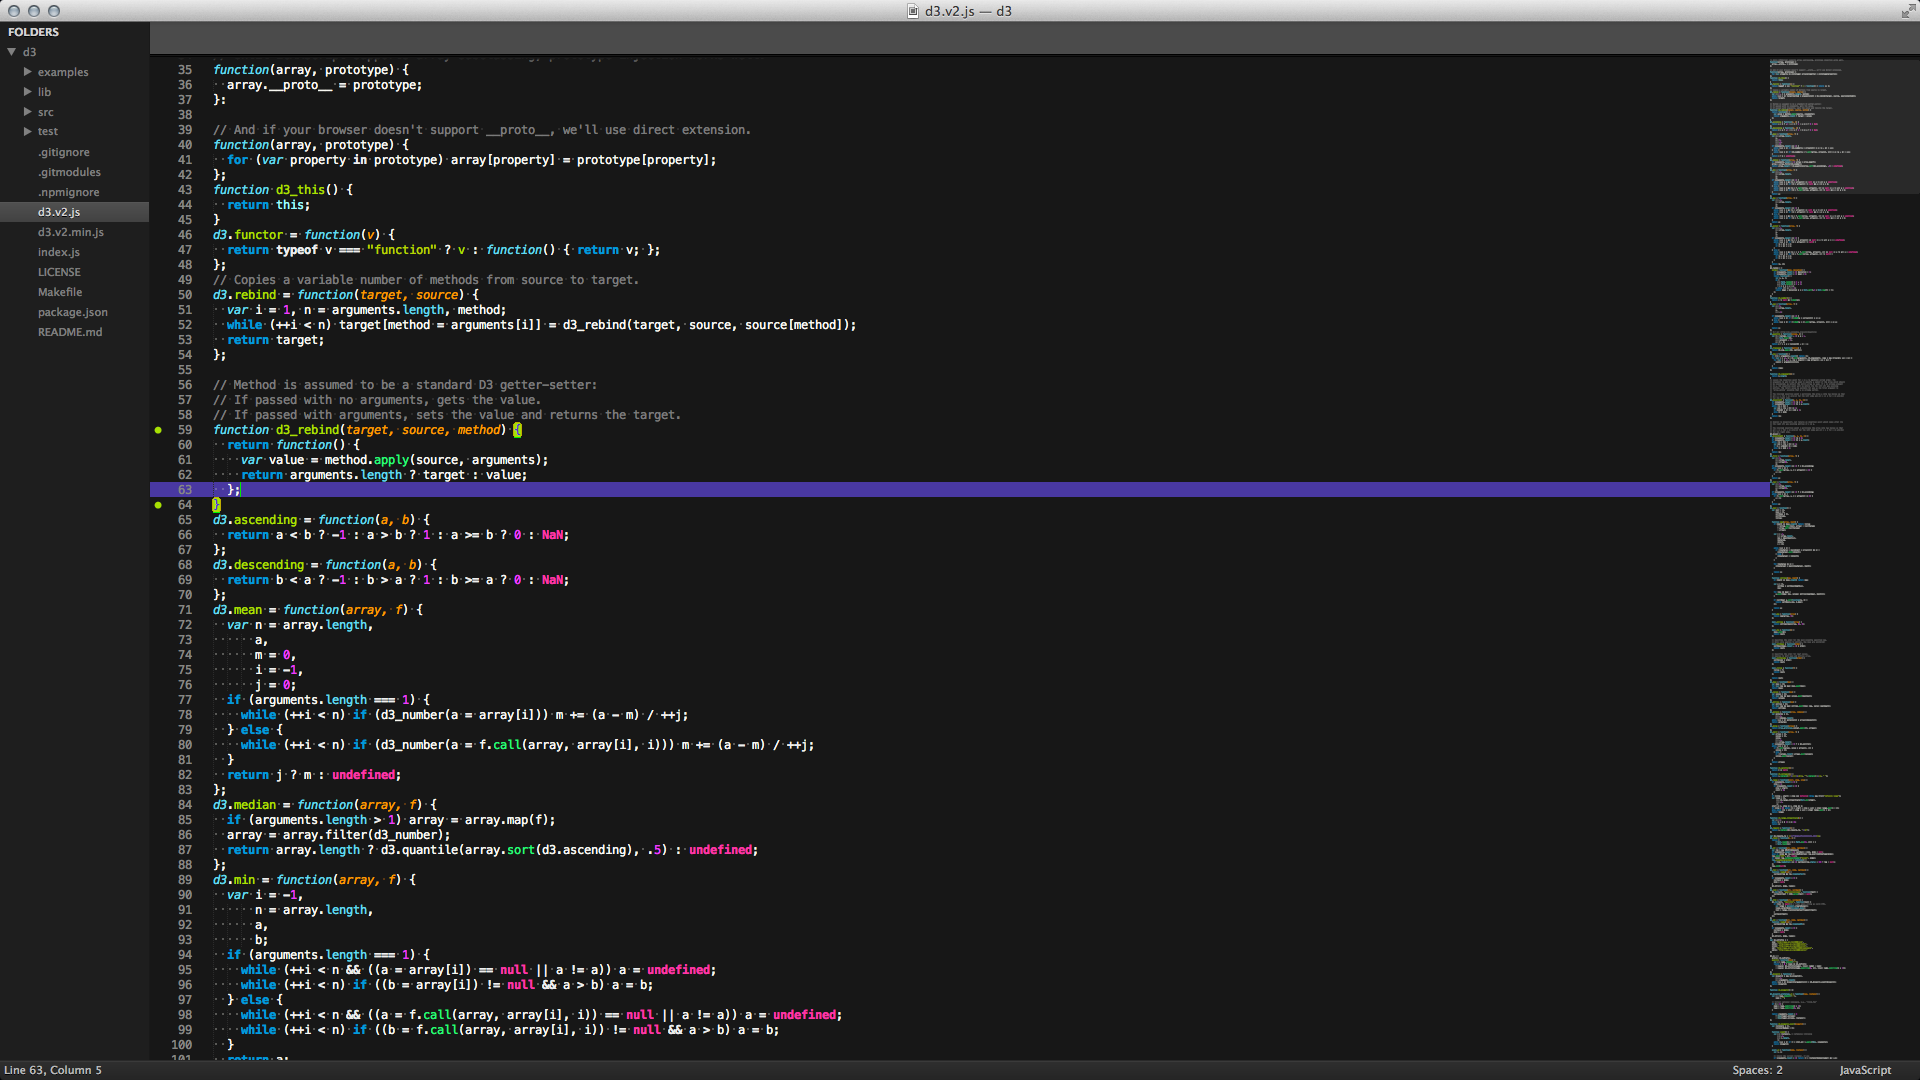 d3.v2.js — d3
FOLDERS
d3
examples
lib
src
test
.gitignore
.gitmodules
.npmignore
d3.v2.js
d3.v2.min.js
index.js
LICENSE
Makefile
package.json
README.md
35 function(array, prototype) {
36   array.__proto__ = prototype;
37 }:
38
39 // And if your browser doesn't support __proto__, we'll use direct extension.
40 function(array, prototype) {
41   for (var property in prototype) array[property] = prototype[property];
42 };
43 function d3_this() {
44   return this;
45 }
46 d3.functor = function(v) {
47   return typeof v === "function" ? v : function() { return v; };
48 };
49 // Copies a variable number of methods from source to target.
50 d3.rebind = function(target, source) {
51   var i = 1, n = arguments.length, method;
52   while (++i < n) target[method = arguments[i]] = d3_rebind(target, source, source[method]);
53   return target;
54 };
55
56 // Method is assumed to be a standard D3 getter-setter:
57 // If passed with no arguments, gets the value.
58 // If passed with arguments, sets the value and returns the target.
59 function d3_rebind(target, source, method) {
60   return function() {
61     var value = method.apply(source, arguments);
62     return arguments.length ? target : value;
63   };
64 }
65 d3.ascending = function(a, b) {
66   return a < b ? -1 : a > b ? 1 : a >= b ? 0 : NaN;
67 };
68 d3.descending = function(a, b) {
69   return b < a ? -1 : b > a ? 1 : b >= a ? 0 : NaN;
70 };
71 d3.mean = function(array, f) {
72   var n = array.length,
73       a,
74       m = 0,
75       i = -1,
76       j = 0;
77   if (arguments.length === 1) {
78     while (++i < n) if (d3_number(a = array[i])) m += (a - m) / ++j;
79   } else {
80     while (++i < n) if (d3_number(a = f.call(array, array[i], i))) m += (a - m) / ++j;
81   }
82   return j ? m : undefined;
83 };
84 d3.median = function(array, f) {
85   if (arguments.length > 1) array = array.map(f);
86   array = array.filter(d3_number);
87   return array.length ? d3.quantile(array.sort(d3.ascending), .5) : undefined;
88 };
89 d3.min = function(array, f) {
90   var i = -1,
91       n = array.length,
92       a,
93       b;
94   if (arguments.length === 1) {
95     while (++i < n && ((a = array[i]) == null || a != a)) a = undefined;
96     while (++i < n) if ((b = array[i]) != null && a > b) a = b;
97   } else {
98     while (++i < n && ((a = f.call(array, array[i], i)) == null || a != a)) a = undefined;
99     while (++i < n) if ((b = f.call(array, array[i], i)) != null && a > b) a = b;
100   }
101   return a;
Line 63, Column 5
Spaces: 2
JavaScript